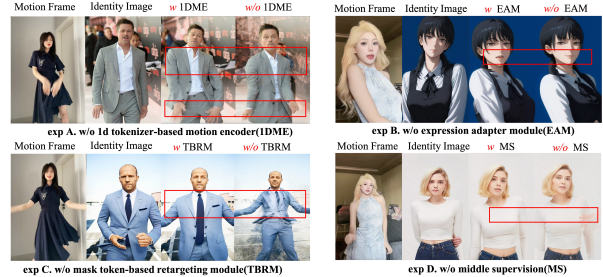 Motion Frame Identity Image w 1DME w/o 1DME
exp A. w/o 1d tokenizer-based motion encoder(1DME)
Motion Frame Identity Image w EAM w/o EAM
exp B. w/o expression adapter module(EAM)
Motion Frame Identity Image w TBRM w/o TBRM
exp C. w/o mask token-based retargeting module(TBRM)
Motion Frame Identity Image w MS w/o MS
exp D. w/o middle supervision(MS)